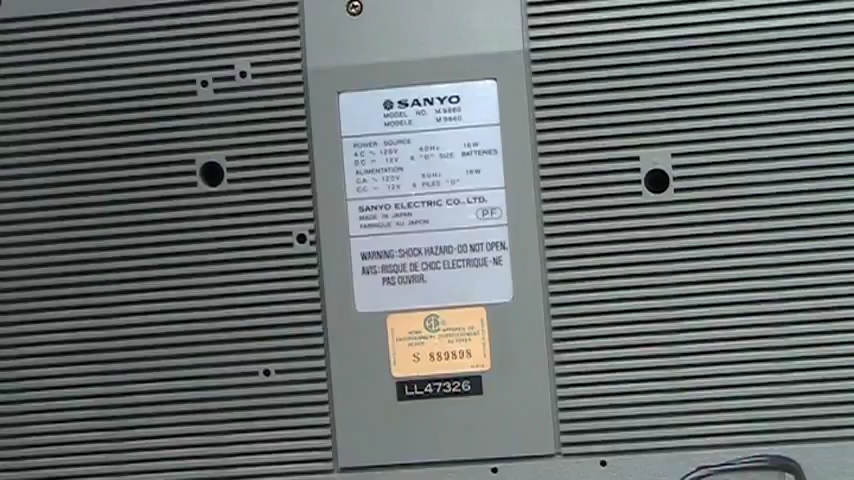 SANYO
MODEL NO. M9860
MODELE M9860
POWER SOURCE
A.C. ~ 120V 60Hz 16W
D.C. ⎓ 12V 8 "D" SIZE BATTERIES
ALIMENTATION
C.A. ~ 120V 60Hz 16W
C.C. ⎓ 12V 8 PILES "D"
SANYO ELECTRIC CO., LTD.
MADE IN JAPAN
FABRIQUE AU JAPON
PF
WARNING: SHOCK HAZARD-DO NOT OPEN.
AVIS: RISQUE DE CHOC ELECTRIQUE-NE
PAS OUVRIR.
S 889898
LL47326